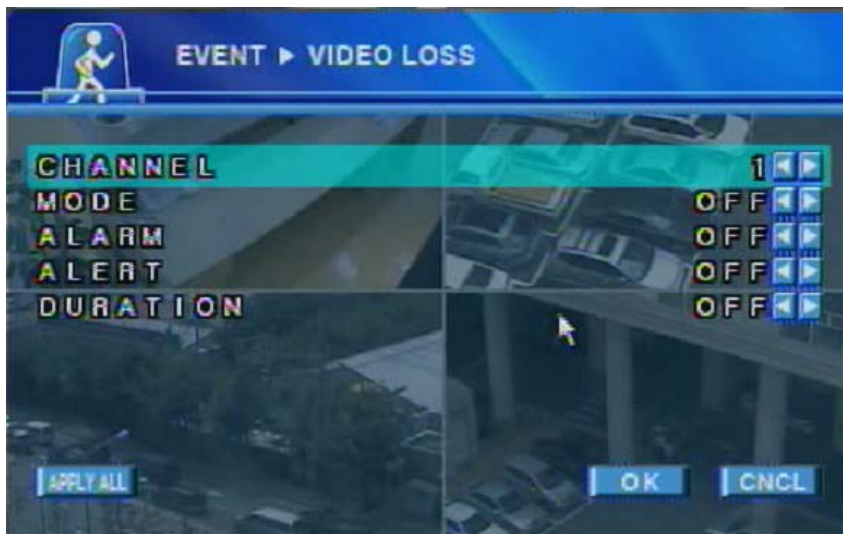 EVENT ▶ VIDEO LOSS
CHANNEL 1
MODE OFF
ALARM OFF
ALERT OFF
DURATION OFF
APPLY ALL OK CNCL